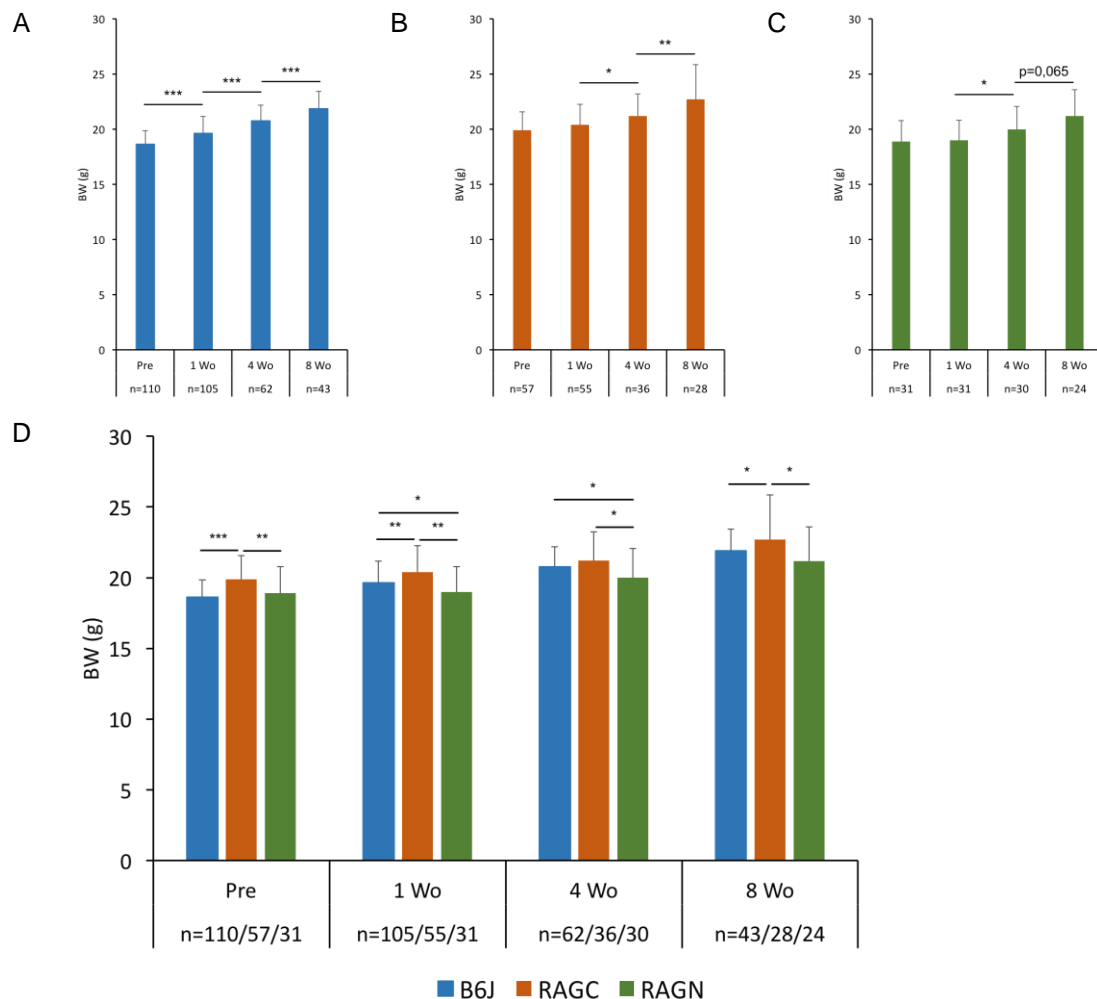 A
30
25
20
15
10
5
0
BW (g)
***
***
***
Pre
1 Wo
4 Wo
8 Wo
n=110
n=105
n=62
n=43
B
30
25
20
15
10
5
0
BW (g)
*
**
Pre
1 Wo
4 Wo
8 Wo
n=57
n=55
n=36
n=28
C
30
25
20
15
10
5
0
BW (g)
*
p=0,065
Pre
1 Wo
4 Wo
8 Wo
n=31
n=31
n=30
n=24
D
30
25
20
15
10
5
0
BW (g)
***
**
*
**
**
*
*
*
*
Pre
1 Wo
4 Wo
8 Wo
n=110/57/31
n=105/55/31
n=62/36/30
n=43/28/24
B6J
RAGC
RAGN